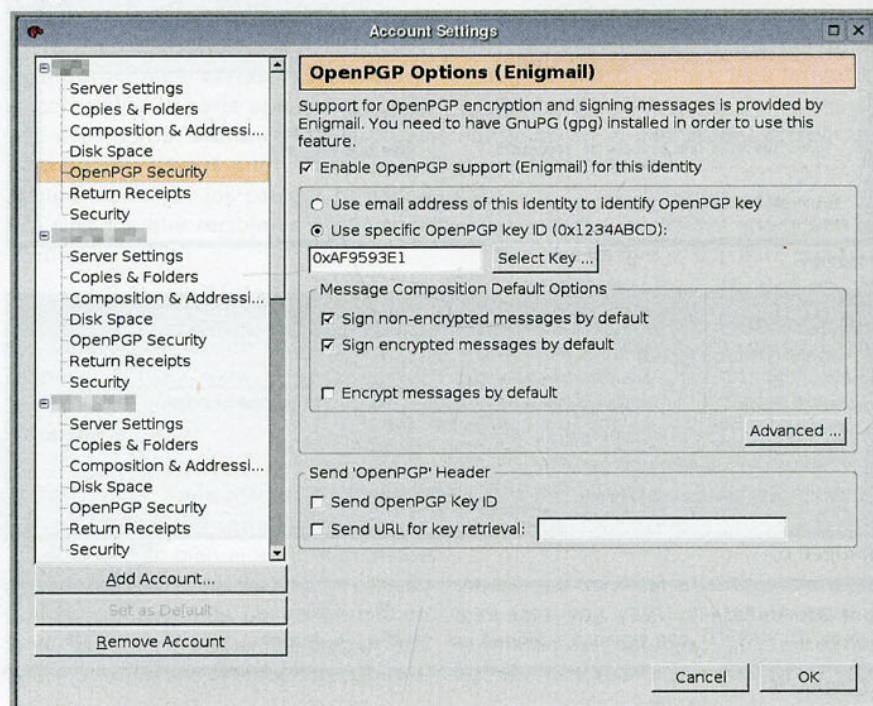 Account Settings
Server Settings
Copies & Folders
Composition & Addressi...
Disk Space
OpenPGP Security
Return Receipts
Security
Server Settings
Copies & Folders
Composition & Addressi...
Disk Space
OpenPGP Security
Return Receipts
Security
Server Settings
Copies & Folders
Composition & Addressi...
Disk Space
OpenPGP Security
Return Receipts
Security
Add Account...
Set as Default
Remove Account
OpenPGP Options (Enigmail)
Support for OpenPGP encryption and signing messages is provided by
Enigmail. You need to have GnuPG (gpg) installed in order to use this
feature.
Enable OpenPGP support (Enigmail) for this identity
Use email address of this identity to identify OpenPGP key
Use specific OpenPGP key ID (0x1234ABCD):
0xAF9593E1
Select Key ...
Message Composition Default Options
Sign non-encrypted messages by default
Sign encrypted messages by default
Encrypt messages by default
Advanced ...
Send 'OpenPGP' Header
Send OpenPGP Key ID
Send URL for key retrieval:
Cancel
OK